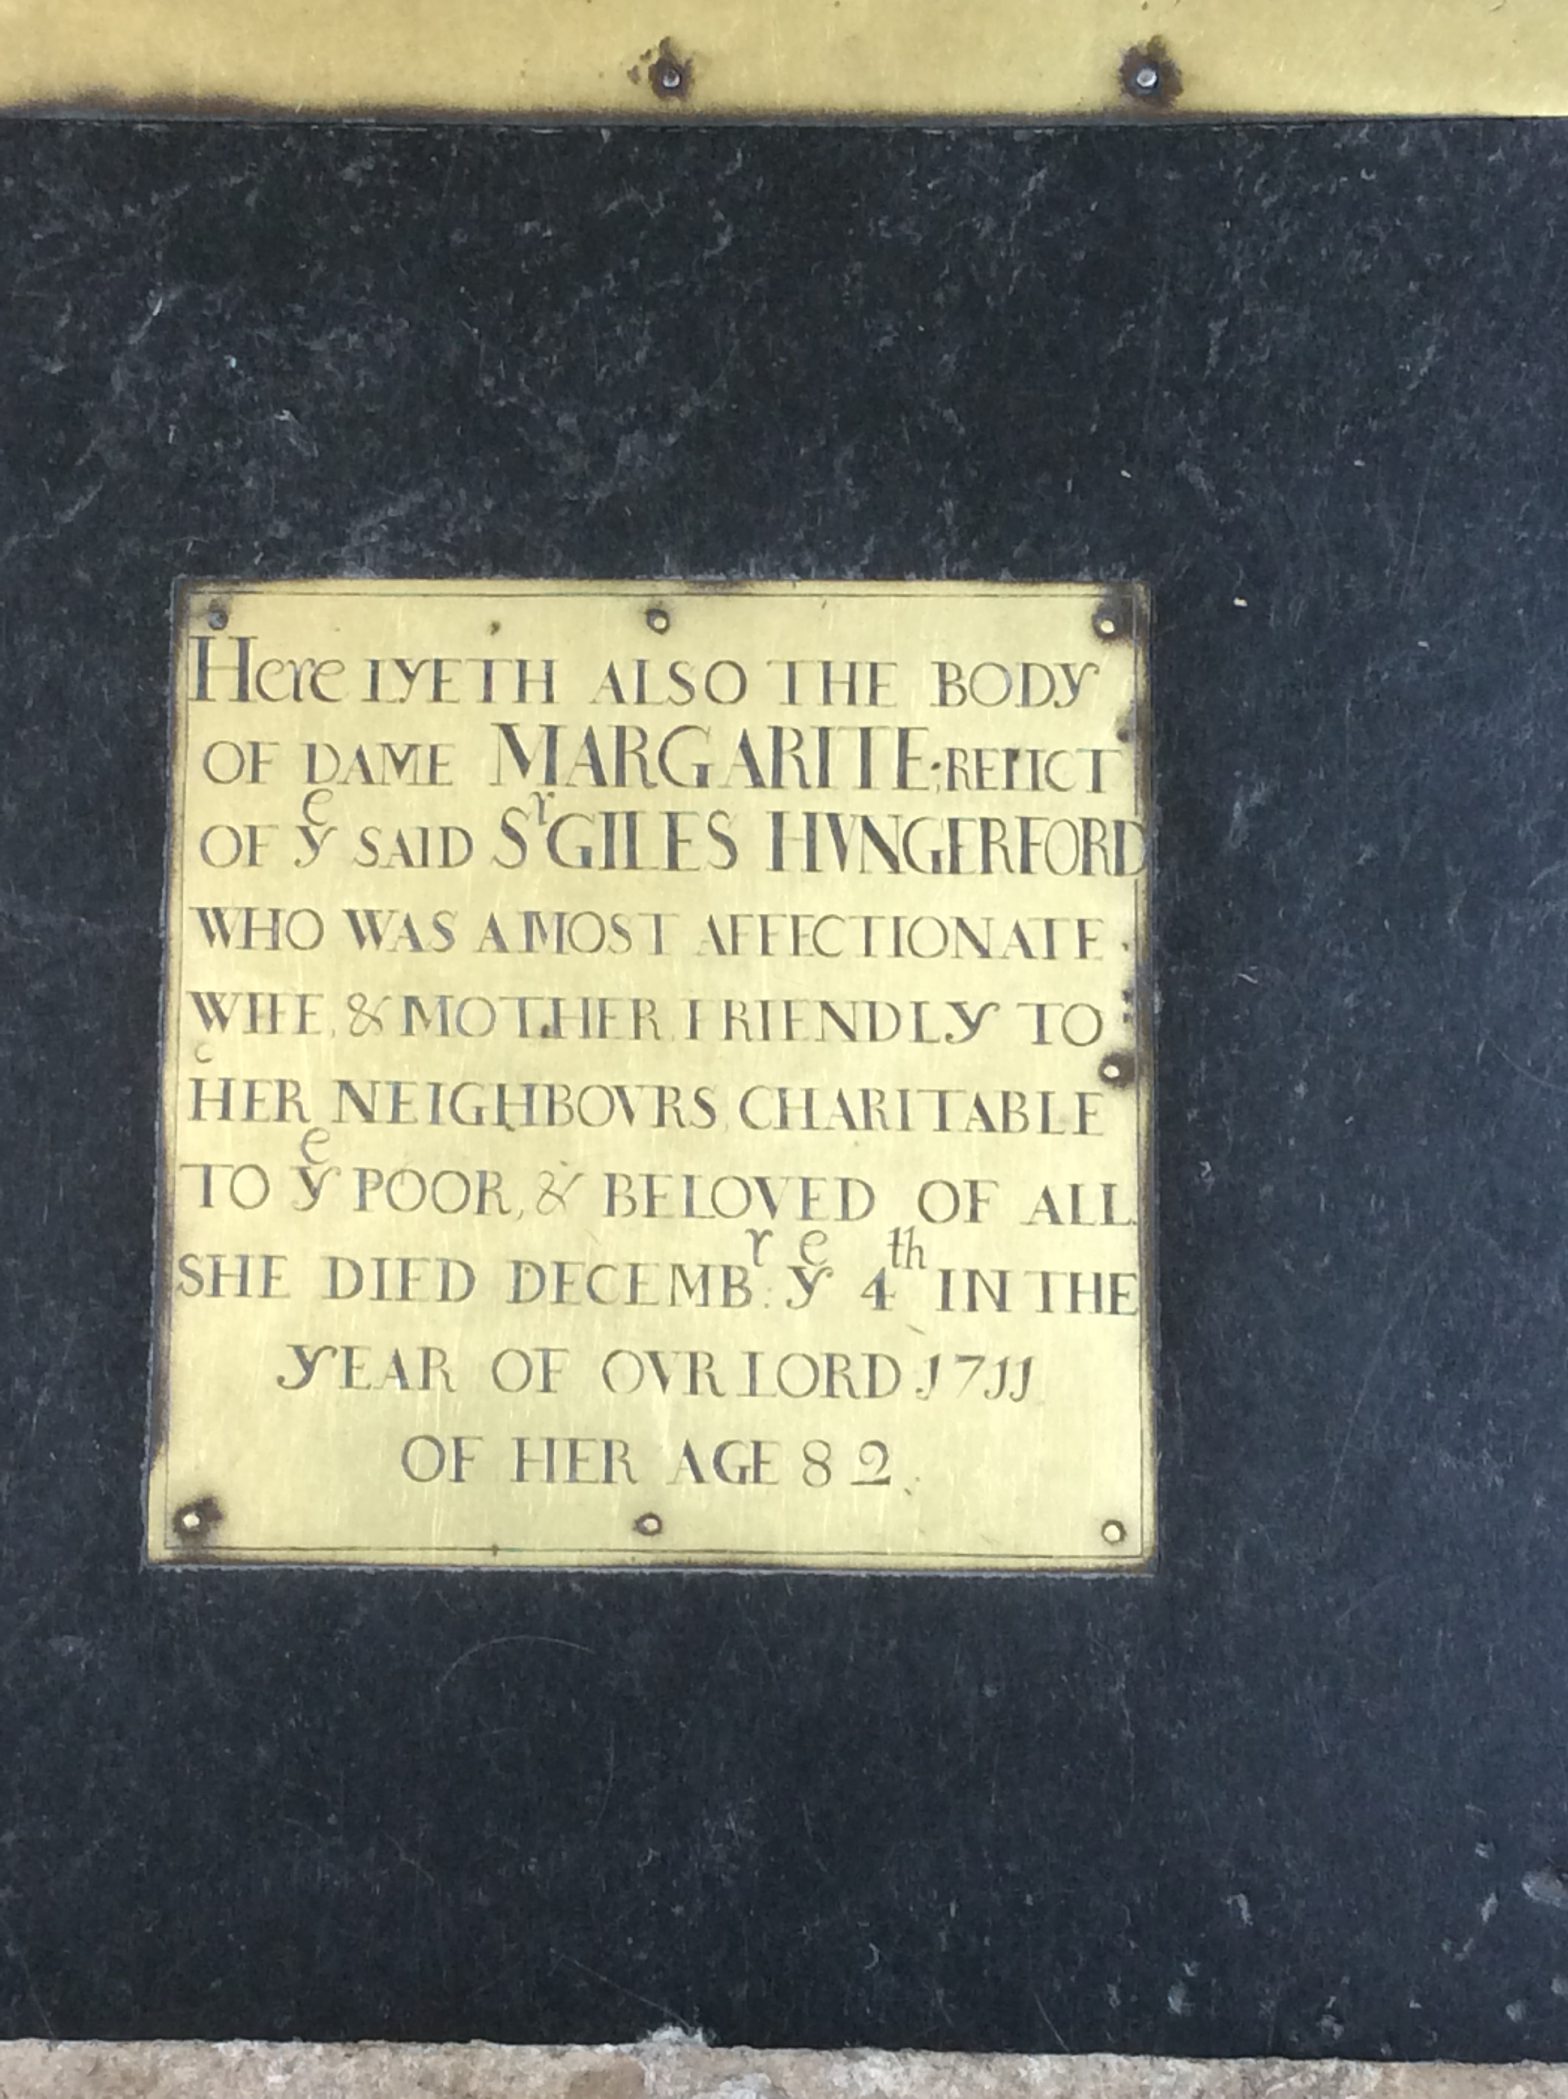 Here LYETH ALSO THE BODY
OF DAME MARGARITE; RELICT
OF yᵉ SAID Sʳ GILES HVNGERFORD
WHO WAS A MOST AFFECTIONATE
WIFE, & MOTHER, FRIENDLY TO
HER NEIGHBOVRS, CHARITABLE
TO yᵉ POOR, & BELOVED OF ALL.
SHE DIED DECEMBʳ: yᵉ 4ᵗʰ IN THE
YEAR OF OVR LORD 1711
OF HER AGE 82.